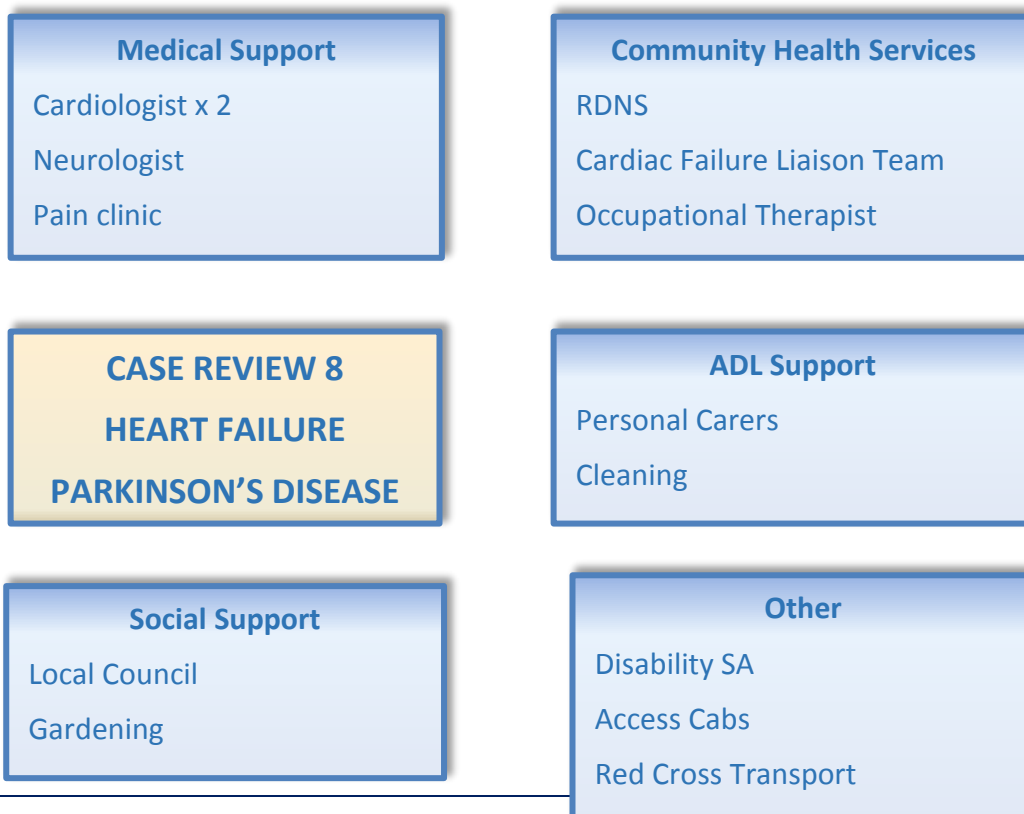 Medical Support
Cardiologist x 2
Neurologist
Pain clinic
Community Health Services
RDNS
Cardiac Failure Liaison Team
Occupational Therapist
CASE REVIEW 8
HEART FAILURE
PARKINSON’S DISEASE
ADL Support
Personal Carers
Cleaning
Social Support
Local Council
Gardening
Other
Disability SA
Access Cabs
Red Cross Transport